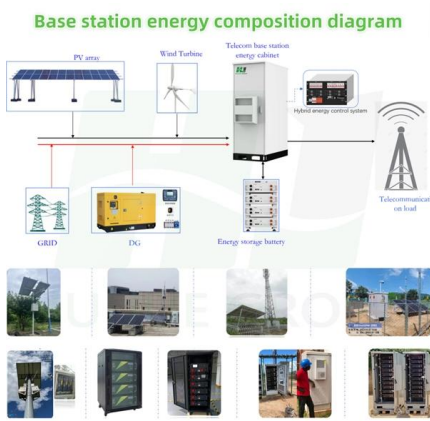 Base station energy composition diagram
PV array
Wind Turbine
Telecom base station
energy cabinet
Hybrid energy control system
Telecommunicati
on load
GRID
DG
Energy storage battery